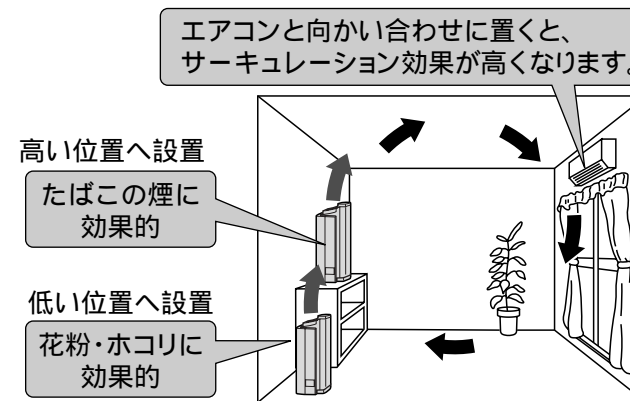 エアコンと向かい合わせに置くと、
サーキュレーション効果が高くなります。
高い位置へ設置
たばこの煙に
効果的
低い位置へ設置
花粉・ホコリに
効果的